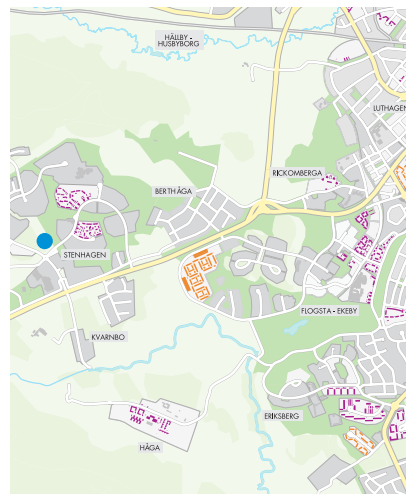 HÄLLBY -
HUSBYBORG
LUTHAGEN
RICKOMBERGA
BERTHÅGA
STENHAGEN
FLOGSTA - EKEBY
KVARNBO
ERIKSBERG
HÅGA